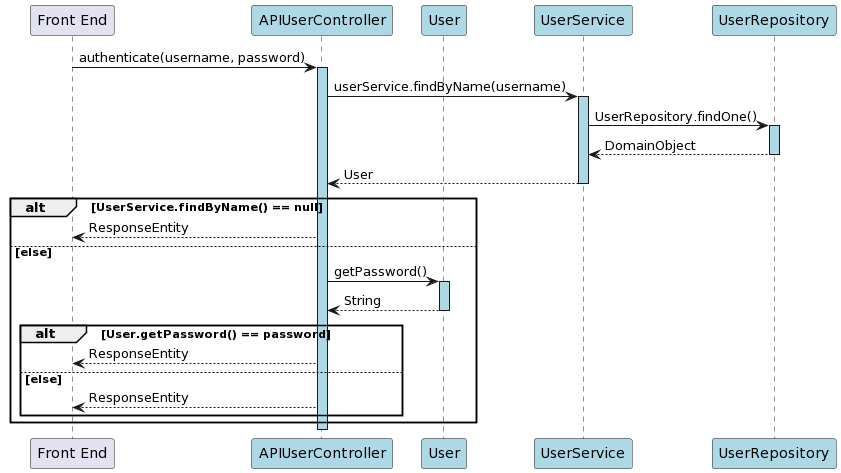 Front End
APIUserController
User
UserService
UserRepository
authenticate(username, password)
userService.findByName(username)
UserRepository.findOne()
DomainObject
User
alt [UserService.findByName() == null]
ResponseEntity
[else]
getPassword()
String
alt [User.getPassword() == password]
ResponseEntity
[else]
ResponseEntity
Front End
APIUserController
User
UserService
UserRepository